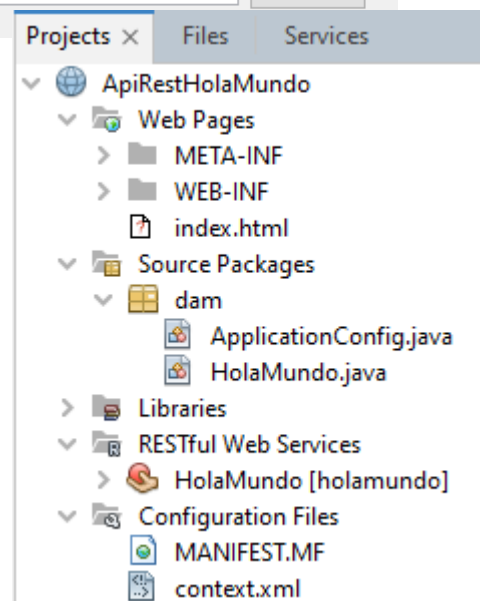 Projects × Files Services
ApiRestHolaMundo
Web Pages
META-INF
WEB-INF
index.html
Source Packages
dam
ApplicationConfig.java
HolaMundo.java
Libraries
RESTful Web Services
HolaMundo [holamundo]
Configuration Files
MANIFEST.MF
context.xml